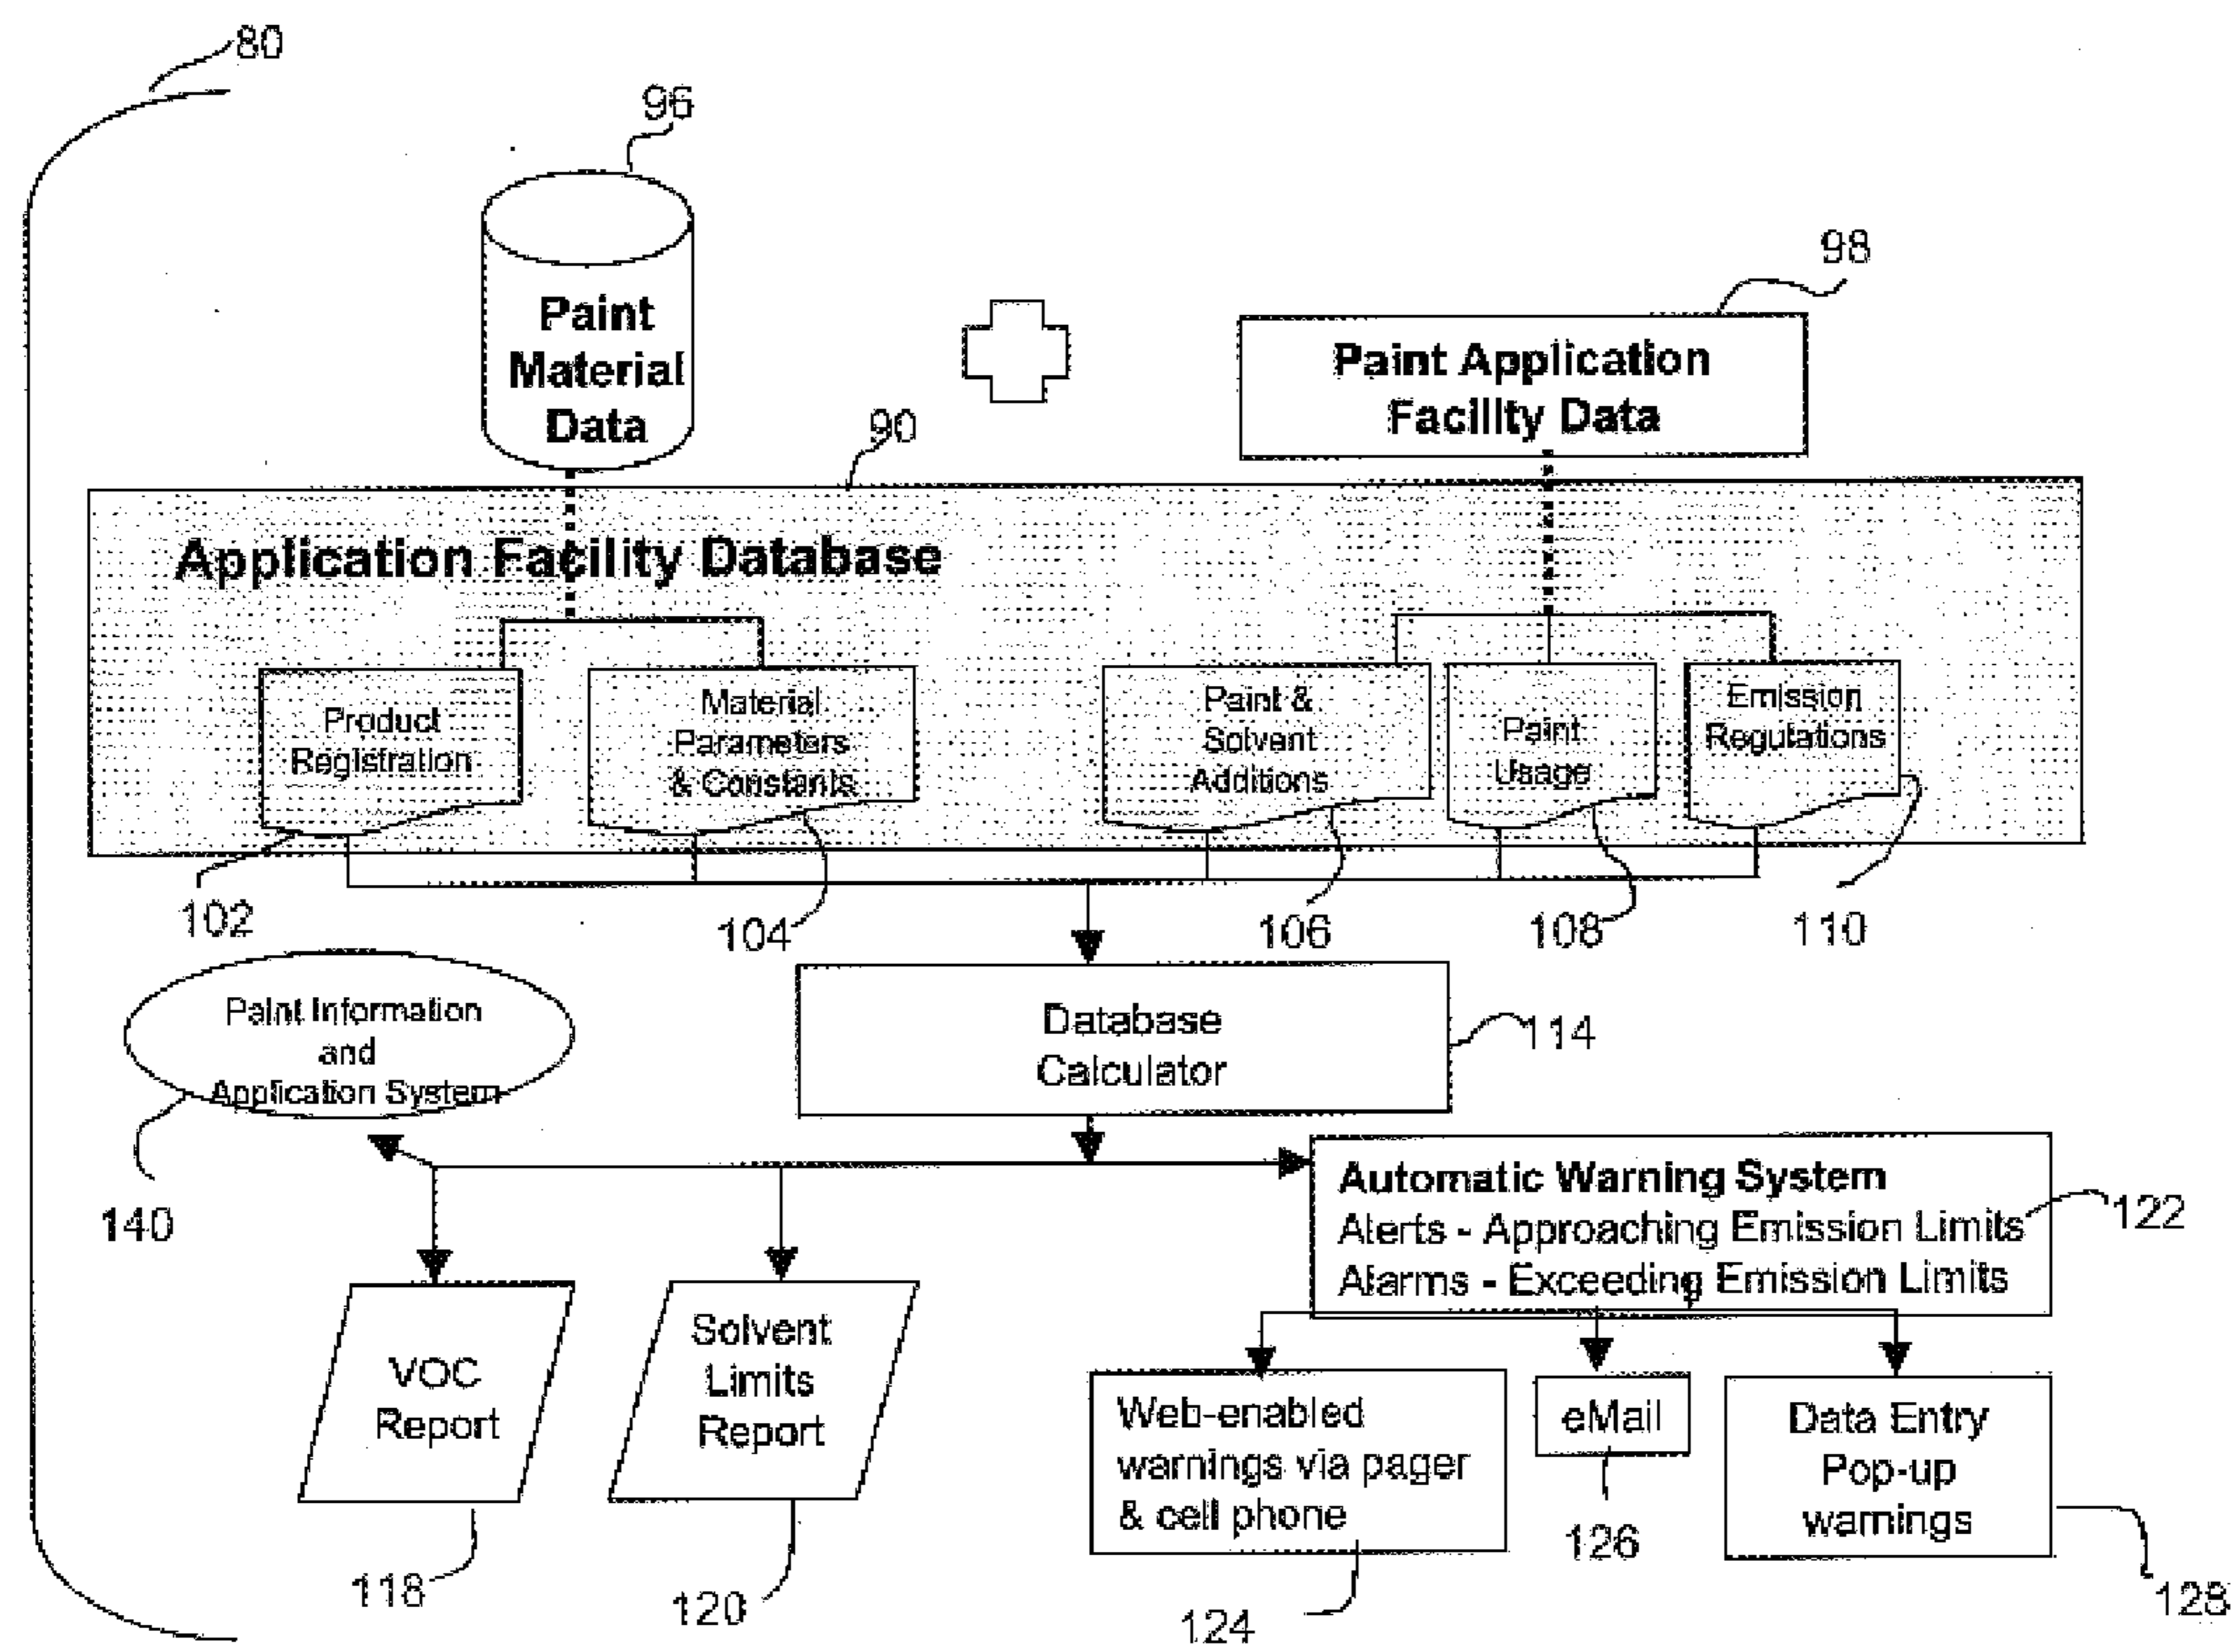 80
96
98
Paint
Material
Data
Paint Application
Facility Data
90
Application Facility Database
Product
Registration
Material
Parameters
& Constants
Paint &
Solvent
Additions
Paint
Usage
Emission
Regulations
102
104
106
108
110
Paint Information
and
Application System
Database
Calculator
114
140
Automatic Warning System
Alerts - Approaching Emission Limits
Alarms - Exceeding Emission Limits
122
VOC
Report
Solvent
Limits
Report
Web-enabled
warnings via pager
& cell phone
eMail
Data Entry
Pop-up
warnings
118
120
124
126
128